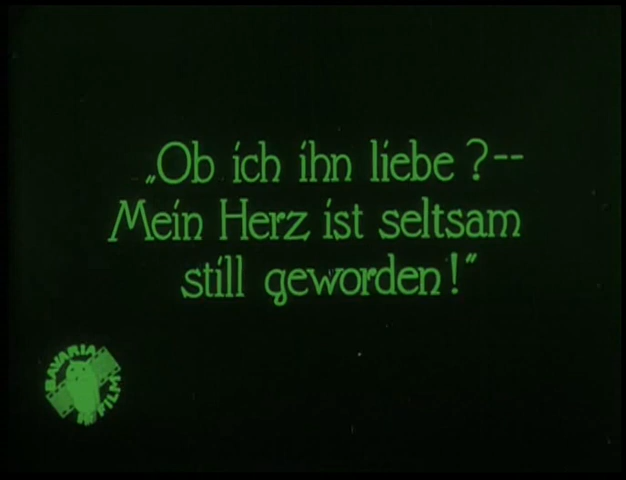 „Ob ich ihn liebe ?--
Mein Herz ist seltsam
still geworden!"
BAVARIA
FILM